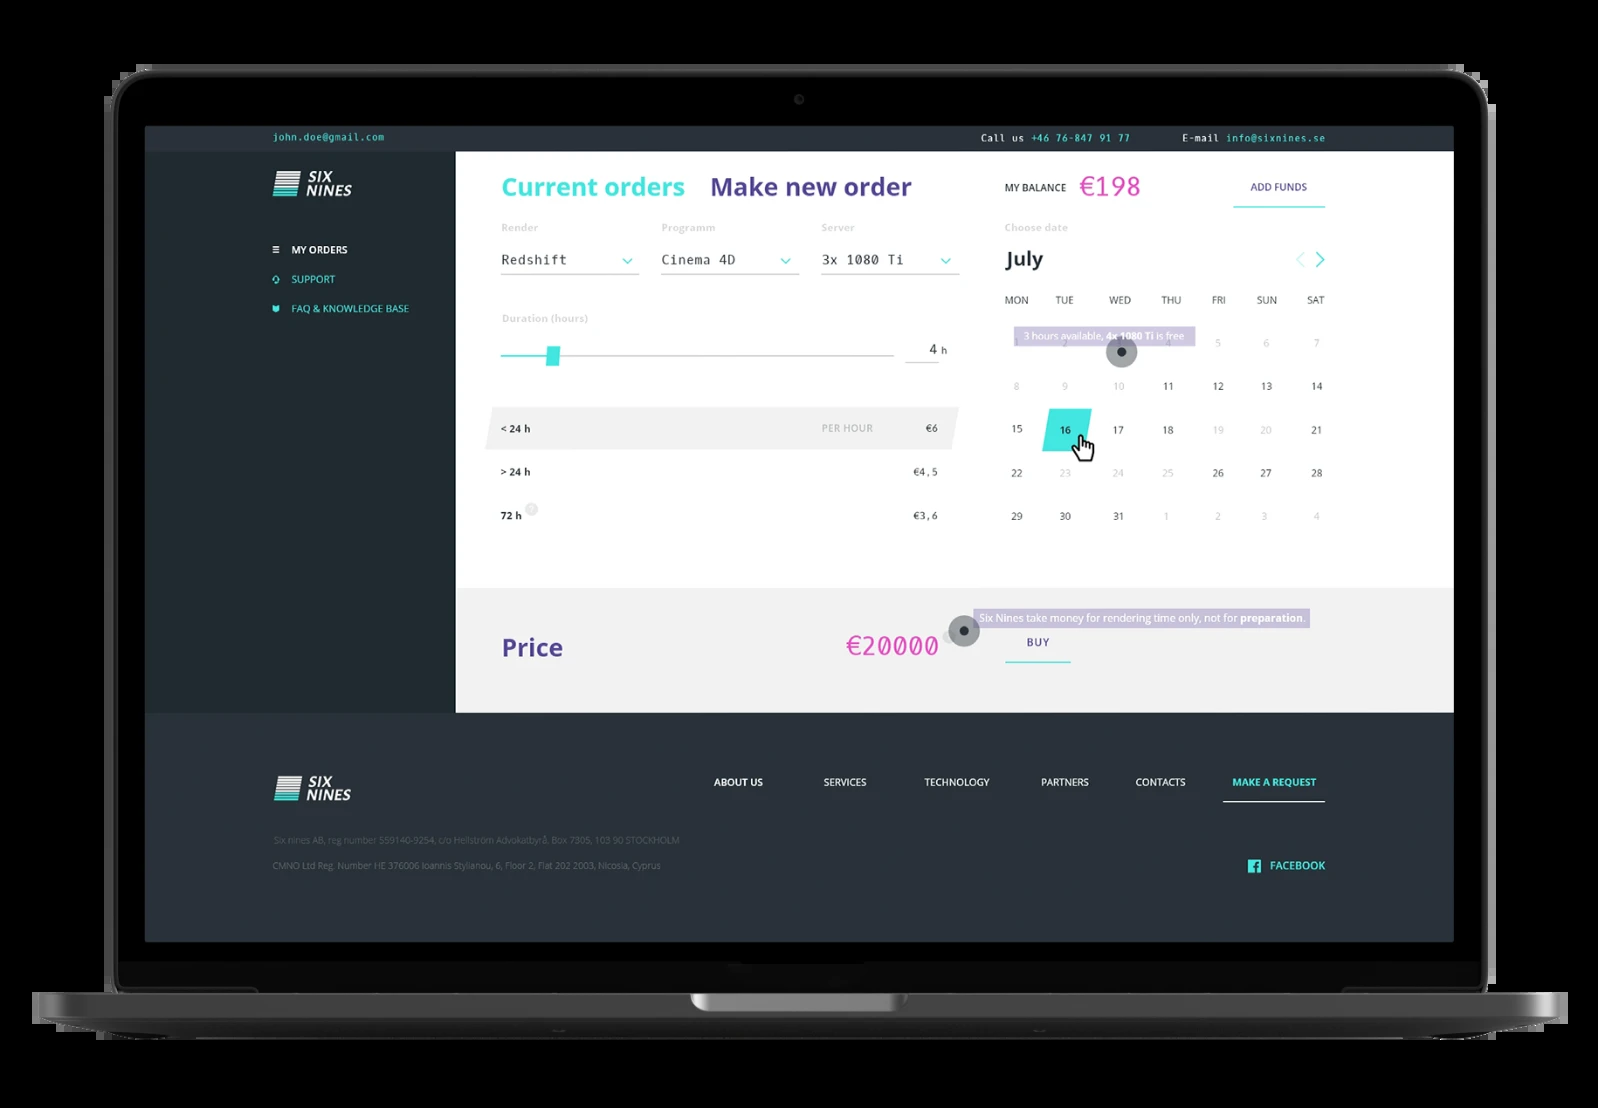 john.doe@gmail.com
Call us +46 76-847 91 77
E-mail info@sixnines.se
SIX
NINES
MY ORDERS
SUPPORT
FAQ & KNOWLEDGE BASE
Current orders
Make new order
MY BALANCE €198
ADD FUNDS
Render
Programm
Server
Redshift
Cinema 4D
3x 1080 Ti
Duration (hours)
4 h
< 24 h PER HOUR €6
> 24 h €4,5
72 h ? €3,6
Choose date
July
MON TUE WED THU FRI SUN SAT
3 hours available, 4x 1080 Ti is free
1 2 4 5 6 7
8 9 10 11 12 13 14
15 16 17 18 19 20 21
22 23 24 25 26 27 28
29 30 31 1 2 3 4
Six Nines take money for rendering time only, not for preparation.
Price
€20000
BUY
SIX
NINES
ABOUT US
SERVICES
TECHNOLOGY
PARTNERS
CONTACTS
MAKE A REQUEST
Six nines AB, reg number 559140-9254, c/o Hellström Advokatbyrå, Box 7305, 103 90 STOCKHOLM
CMNO Ltd Reg. Number HE 376006 Ioannis Stylianou, 6, Floor 2, Flat 202 2003, Nicosia, Cyprus
FACEBOOK